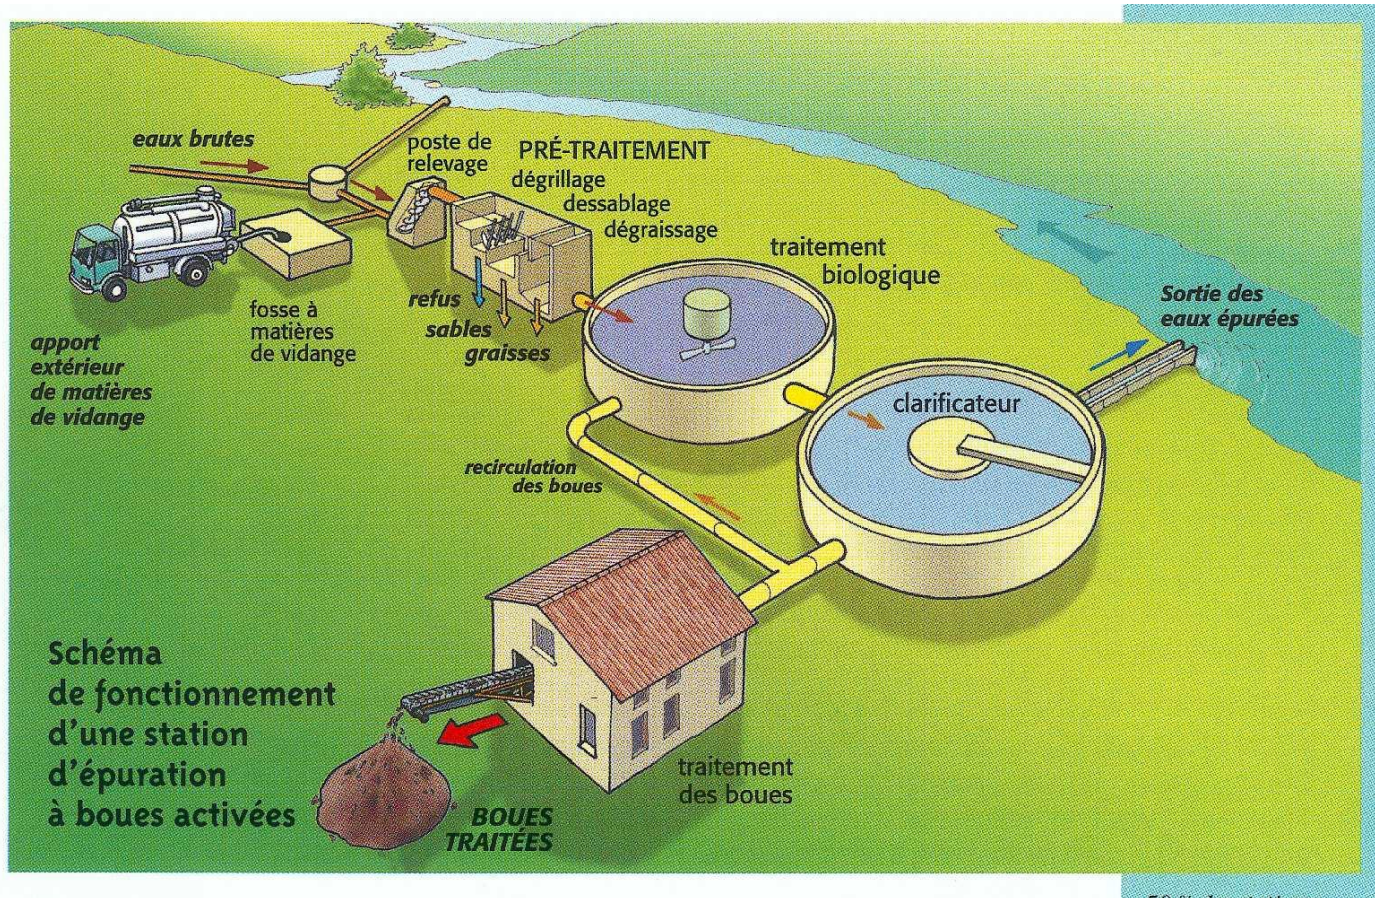 eaux brutes
poste de
relevage
PRÉ-TRAITEMENT
dégrillage
dessablage
dégraissage
traitement
biologique
Sortie des
eaux épurées
refus
sables
graisses
fosse à
matières
de vidange
apport
extérieur
de matières
de vidange
clarificateur
recirculation
des boues
Schéma
de fonctionnement
d'une station
d'épuration
à boues activées
traitement
des boues
BOUES
TRAITÉES